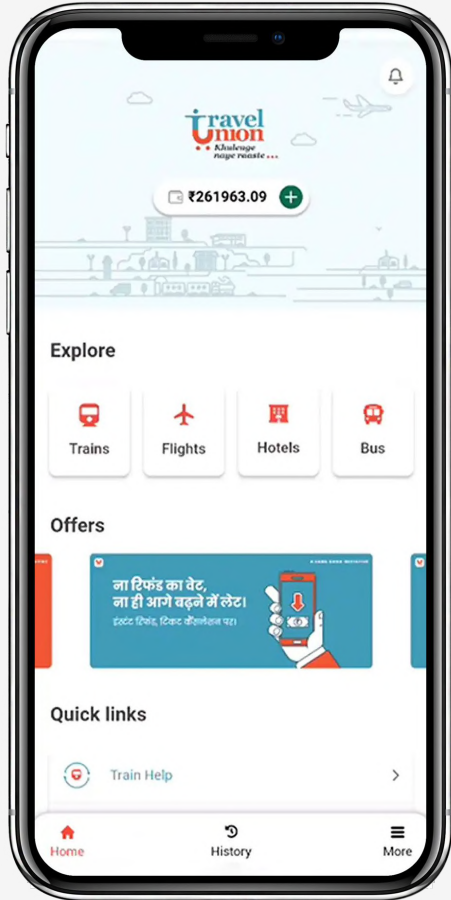 travel
Union
Khulenge
naye raaste...
₹261963.09
Explore
Trains
Flights
Hotels
Bus
Offers
ना रिफंड का वेट,
ना ही आगे बढ़ने में लेट।
इंस्टंट रिफंड, टिकट कॅंसलेशन पर।
Quick links
Train Help
Home
History
More